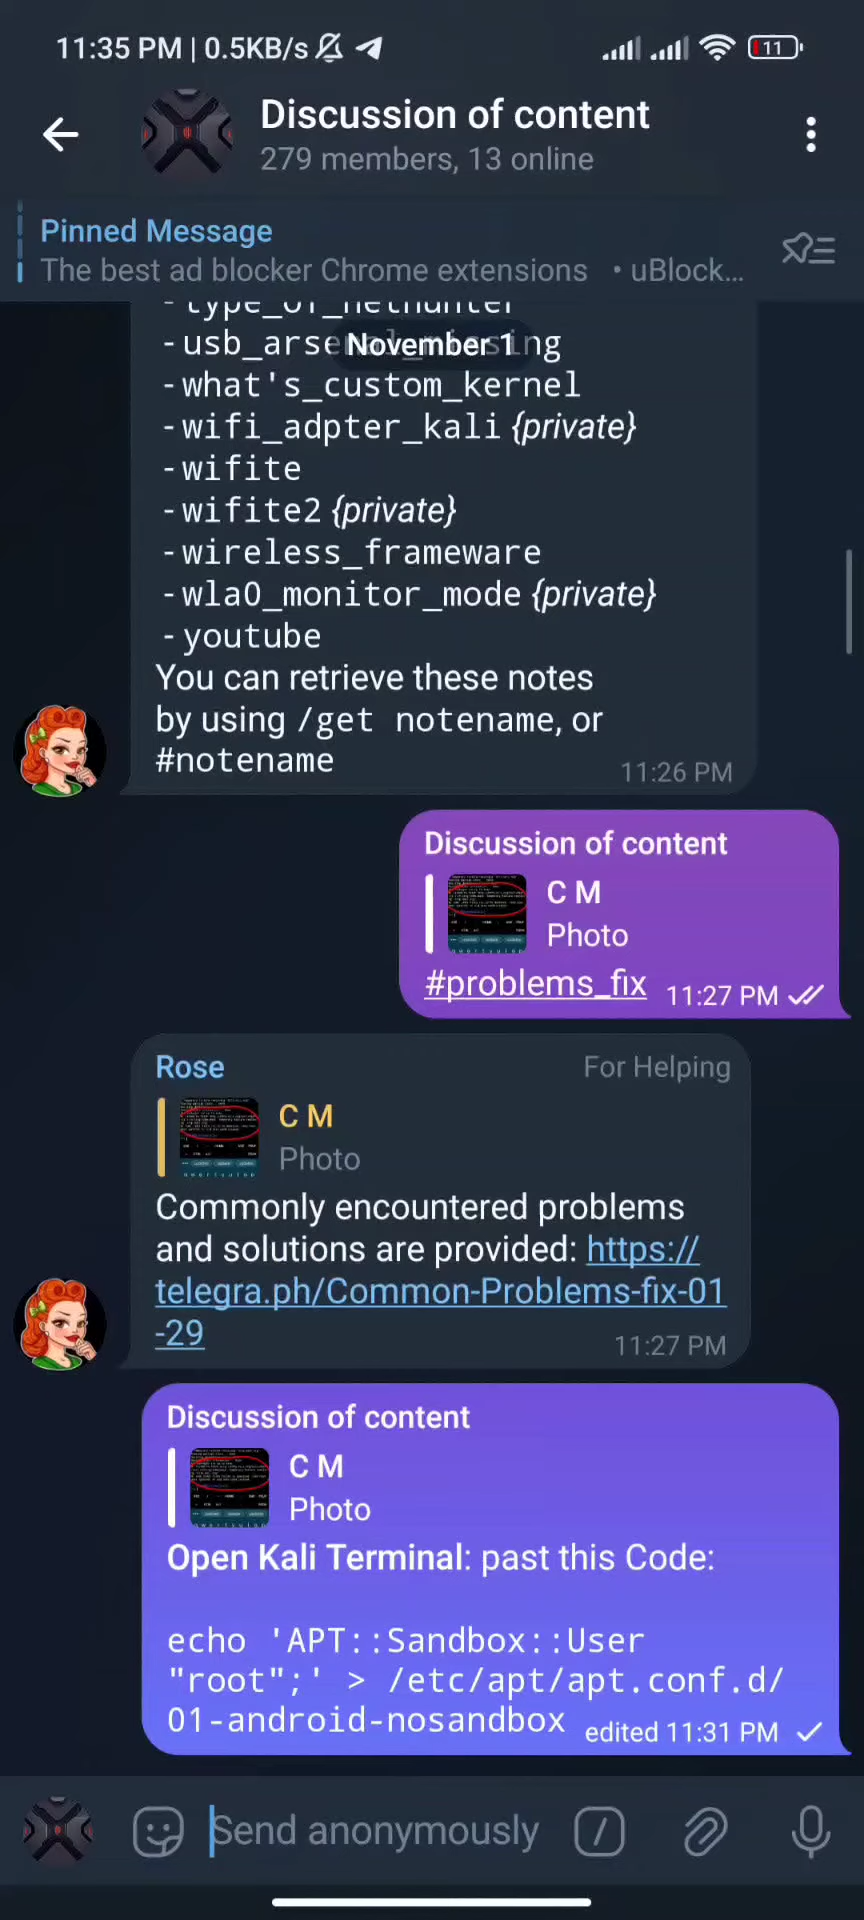 11:35 PM | 0.5KB/s
11
Discussion of content
279 members, 13 online
Pinned Message
The best ad blocker Chrome extensions • uBlock...
- type_of_nethunter
November 1
- what's_custom_kernel
- wifi_adpter_kali {private}
- wifite
- wifite2 {private}
- wireless_frameware
- wla0_monitor_mode {private}
- youtube
You can retrieve these notes
by using /get notename, or
#notename
11:26 PM
Discussion of content
C M
Photo
#problems_fix 11:27 PM
Rose For Helping
C M
Photo
Commonly encountered problems
and solutions are provided: https://
telegra.ph/Common-Problems-fix-01
-29
11:27 PM
Discussion of content
C M
Photo
Open Kali Terminal: past this Code:
echo 'APT::Sandbox::User
"root";' > /etc/apt/apt.conf.d/
01-android-nosandbox edited 11:31 PM
Send anonymously